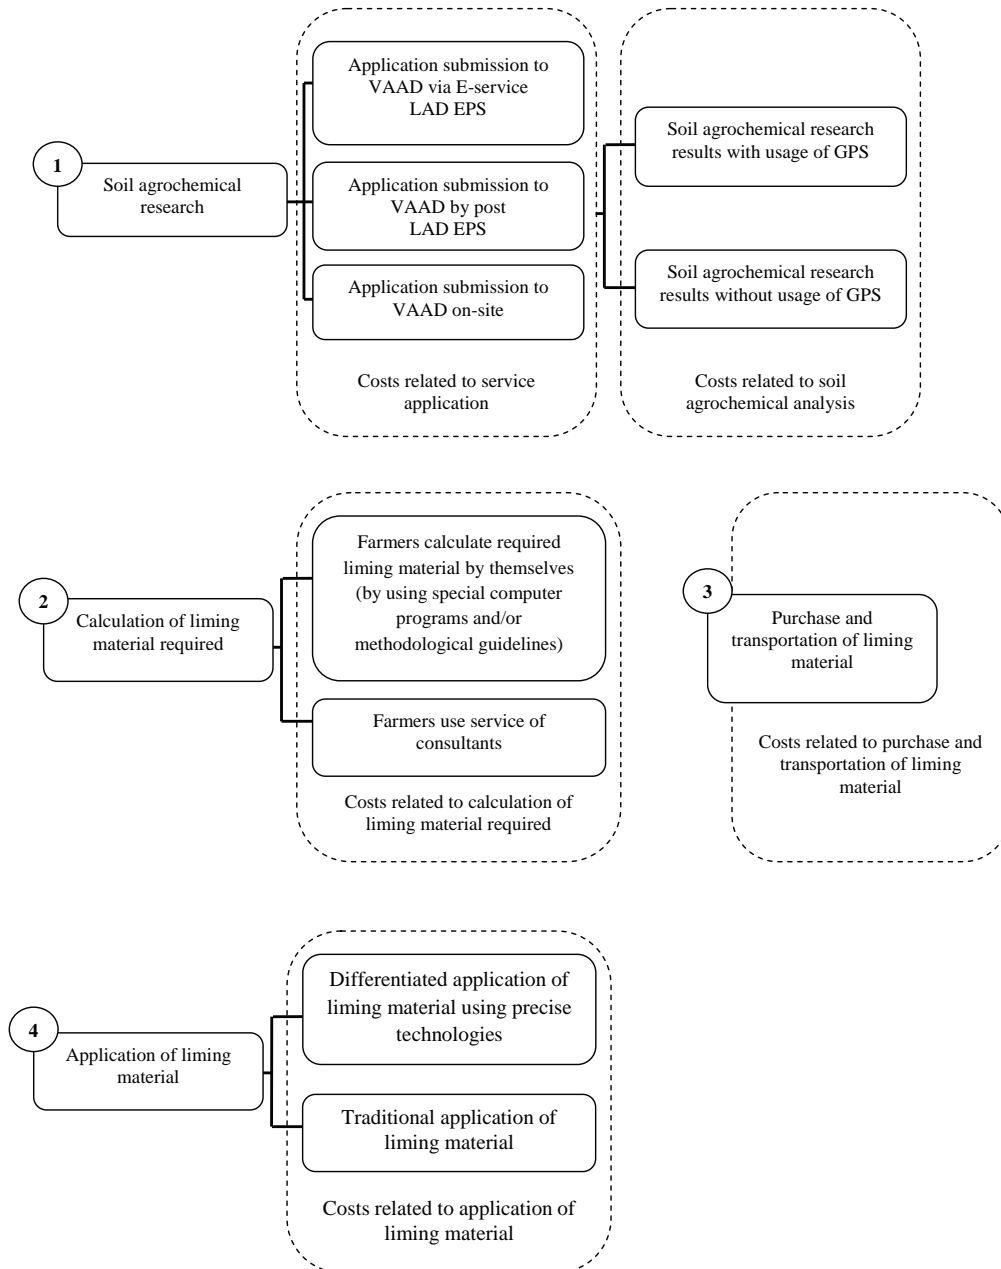 1
Soil agrochemical
research
Application submission to
VAAD via E-service
LAD EPS
Application submission to
VAAD by post
LAD EPS
Application submission to
VAAD on-site
Costs related to service
application
Soil agrochemical research
results with usage of GPS
Soil agrochemical research
results without usage of GPS
Costs related to soil
agrochemical analysis
2
Calculation of liming
material required
Farmers calculate required
liming material by themselves
(by using special computer
programs and/or
methodological guidelines)
Farmers use service of
consultants
Costs related to calculation of
liming material required
3
Purchase and
transportation of liming
material
Costs related to purchase and
transportation of liming
material
4
Application of liming
material
Differentiated application of
liming material using precise
technologies
Traditional application of
liming material
Costs related to application of
liming material